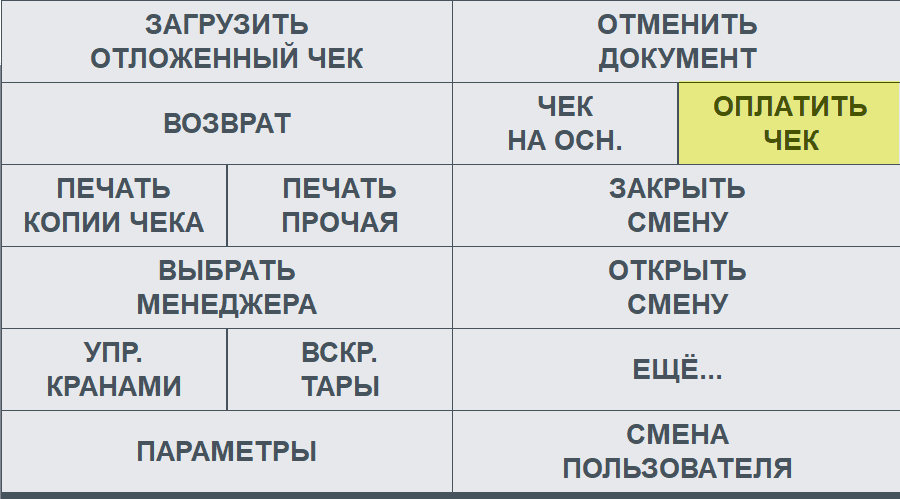 ЗАГРУЗИТЬ
ОТЛОЖЕННЫЙ ЧЕК
ОТМЕНИТЬ
ДОКУМЕНТ
ВОЗВРАТ
ЧЕК
НА ОСН.
ОПЛАТИТЬ
ЧЕК
ПЕЧАТЬ
КОПИИ ЧЕКА
ПЕЧАТЬ
ПРОЧАЯ
ЗАКРЫТЬ
СМЕНУ
ВЫБРАТЬ
МЕНЕДЖЕРА
ОТКРЫТЬ
СМЕНУ
УПР.
КРАНАМИ
ВСКР.
ТАРЫ
ЕЩЁ...
ПАРАМЕТРЫ
СМЕНА
ПОЛЬЗОВАТЕЛЯ